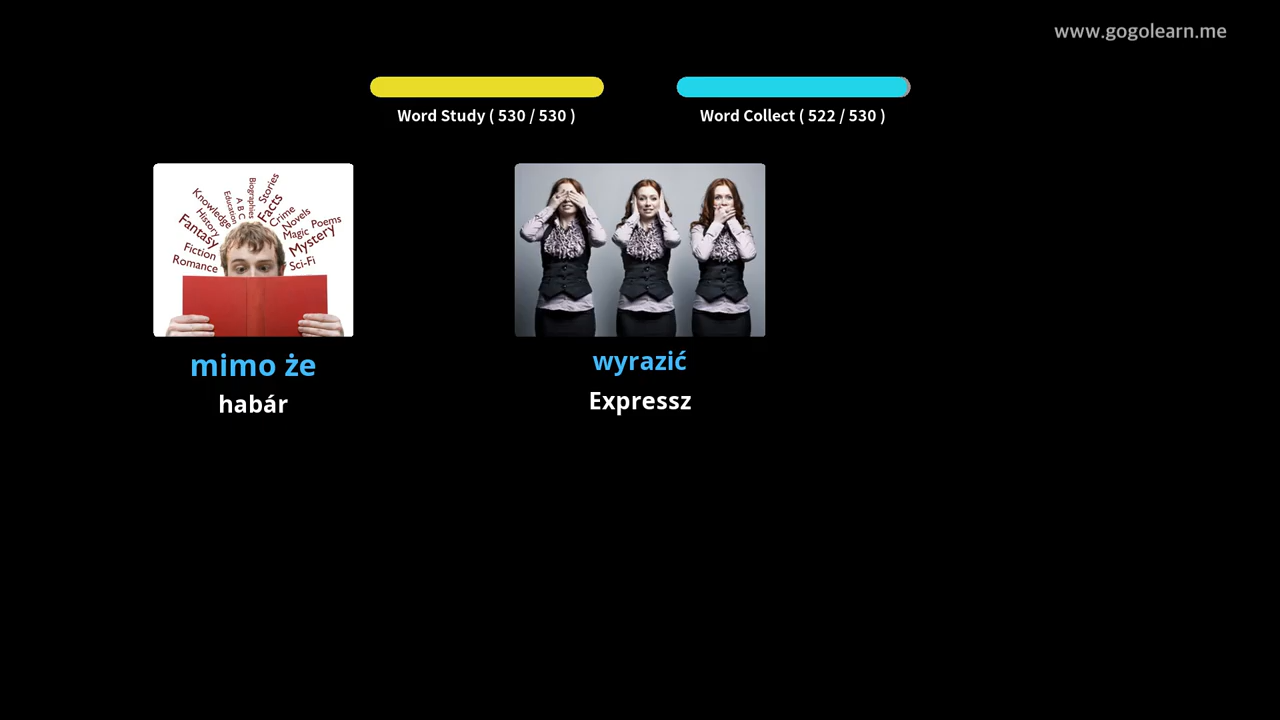 www.gogolearn.me
Word Study ( 530 / 530 )
Word Collect ( 522 / 530 )
Knowledge
History
Education
A B C
Biographies
Stories
Facts
Crime
Novels
Magic
Poems
Mystery
Fantasy
Fiction
Romance
Sci-Fi
mimo że
habár
wyrazić
Expressz